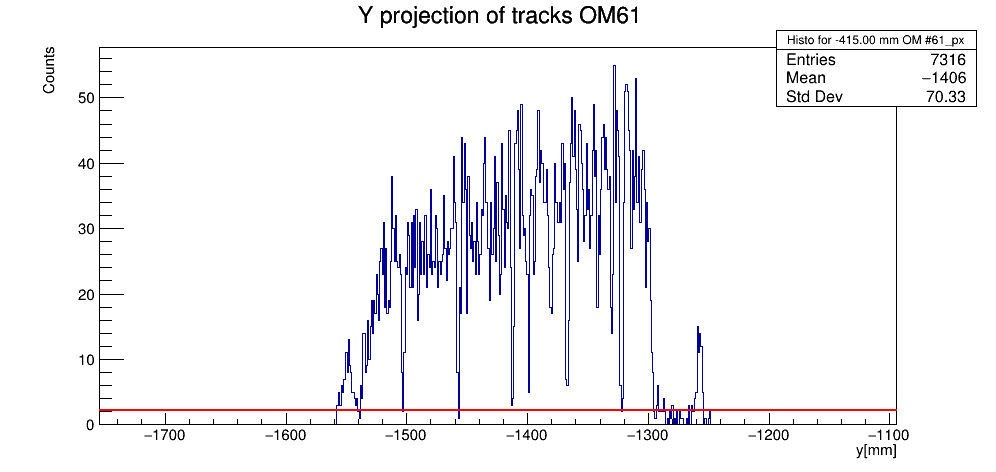 Y projection of tracks OM61
Histo for -415.00 mm OM #61_px
Entries 7316
Mean −1406
Std Dev 70.33
Counts
50
40
30
20
10
0
−1700 −1600 −1500 −1400 −1300 −1200 −1100
y[mm]